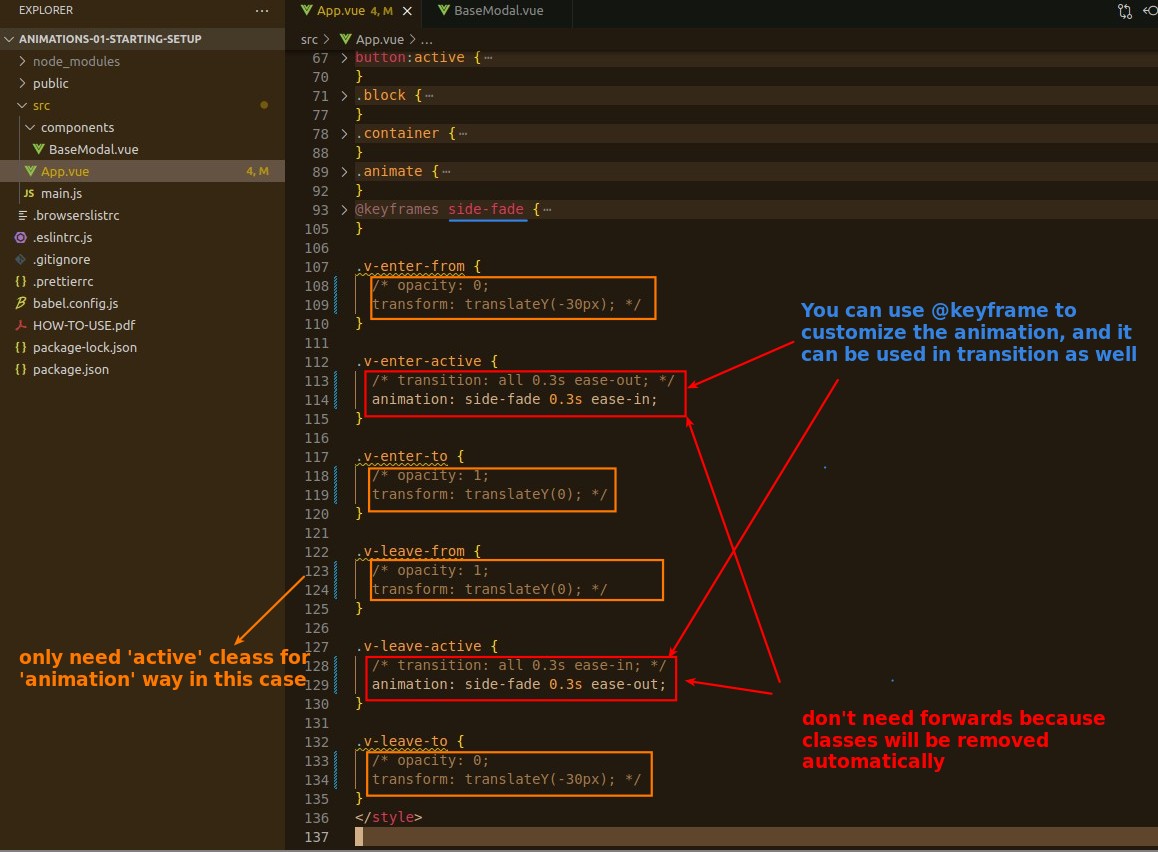 EXPLORER ...
ANIMATIONS-01-STARTING-SETUP
node_modules
public
src
components
BaseModal.vue
App.vue 4, M
JS main.js
.browserslistrc
.eslintrc.js
.gitignore
{} .prettierrc
babel.config.js
HOW-TO-USE.pdf
{} package-lock.json
{} package.json
only need 'active' cleass for
'animation' way in this case
App.vue 4, M BaseModal.vue
src > App.vue > ...
67 button:active {...
70 }
71 .block {...
77 }
78 .container {...
88 }
89 .animate {...
92 }
93 @keyframes side-fade {...
105 }
106
107 .v-enter-from {
108 /* opacity: 0;
109 transform: translateY(-30px); */
110 }
111
112 .v-enter-active {
113 /* transition: all 0.3s ease-out; */
114 animation: side-fade 0.3s ease-in;
115 }
116
117 .v-enter-to {
118 /* opacity: 1;
119 transform: translateY(0); */
120 }
121
122 .v-leave-from {
123 /* opacity: 1;
124 transform: translateY(0); */
125 }
126
127 .v-leave-active {
128 /* transition: all 0.3s ease-in; */
129 animation: side-fade 0.3s ease-out;
130 }
131
132 .v-leave-to {
133 /* opacity: 0;
134 transform: translateY(-30px); */
135 }
136 </style>
137
You can use @keyframe to
customize the animation, and it
can be used in transition as well
don't need forwards because
classes will be removed
automatically